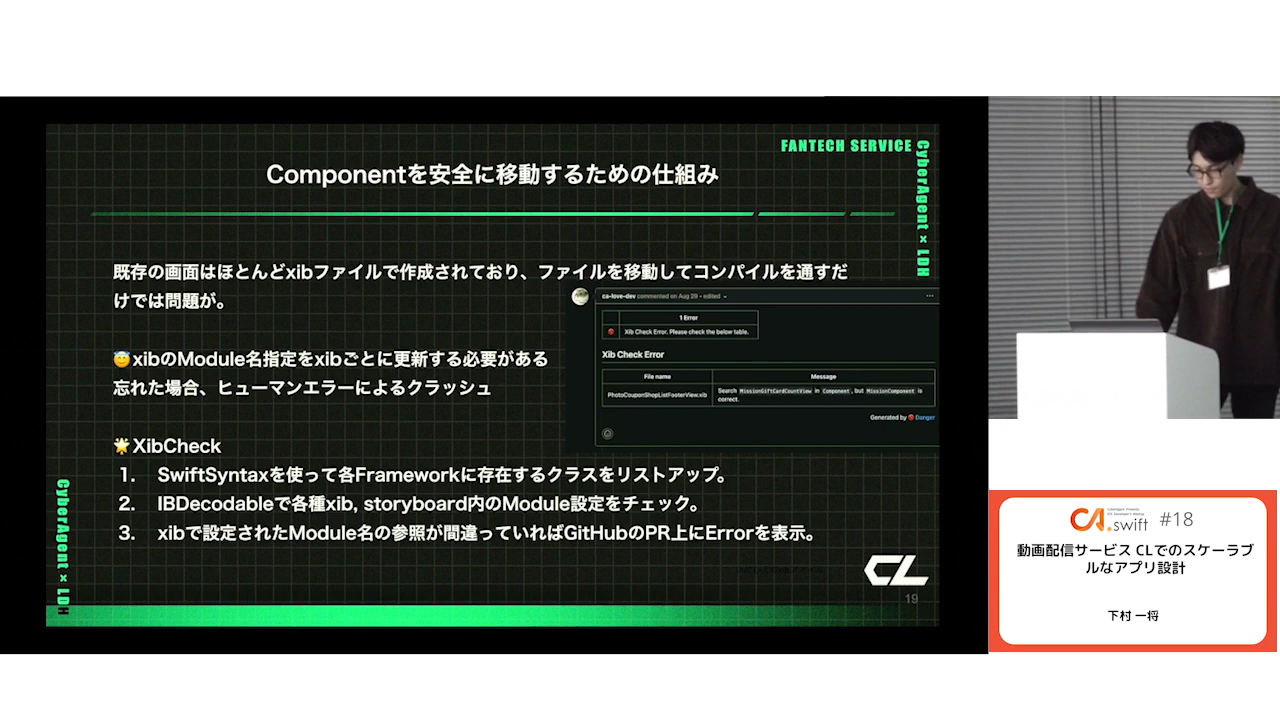 FANTECH SERVICE
CyberAgent × LDH
Componentを安全に移動するための仕組み
既存の画面はほとんどxibファイルで作成されており、ファイルを移動してコンパイルを通すだ
けでは問題が。
😇xibのModule名指定をxibごとに更新する必要がある
忘れた場合、ヒューマンエラーによるクラッシュ
ca-love-dev commented on Aug 29 • edited
1 Error
Xib Check Error. Please check the below table.
Xib Check Error
File name Message
PhotoCouponShopListFooterView.xib
Search MissionGiftCardCountView in Component, but MissionComponent is
correct.
Generated by Danger
🌟XibCheck
1. SwiftSyntaxを使って各Frameworkに存在するクラスをリストアップ。
2. IBDecodableで各種xib, storyboard内のModule設定をチェック。
3. xibで設定されたModule名の参照が間違っていればGitHubのPR上にErrorを表示。
CyberAgent × LDH
CL
19
CA.swift #18
動画配信サービス CLでのスケーラブ
ルなアプリ設計
下村 一将